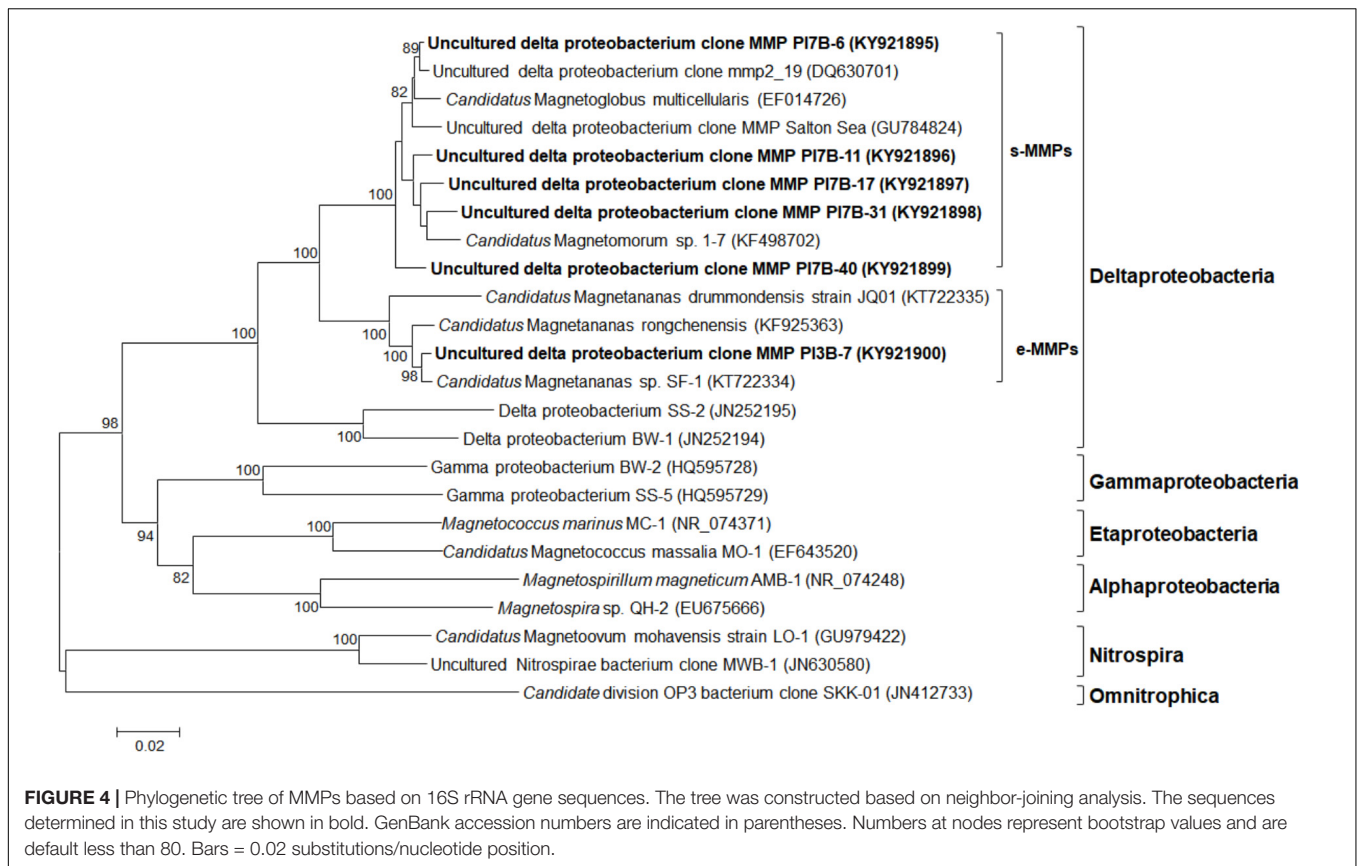 89
Uncultured delta proteobacterium clone MMP PI7B-6 (KY921895)
Uncultured delta proteobacterium clone mmp2_19 (DQ630701)
82
Candidatus Magnetoglobus multicellularis (EF014726)
Uncultured delta proteobacterium clone MMP Salton Sea (GU784824)
s-MMPs
Uncultured delta proteobacterium clone MMP PI7B-11 (KY921896)
Uncultured delta proteobacterium clone MMP PI7B-17 (KY921897)
100
Uncultured delta proteobacterium clone MMP PI7B-31 (KY921898)
Candidatus Magnetomorum sp. 1-7 (KF498702)
100
Uncultured delta proteobacterium clone MMP PI7B-40 (KY921899)
Deltaproteobacteria
Candidatus Magnetananas drummondensis strain JQ01 (KT722335)
100
100
Candidatus Magnetananas rongchenensis (KF925363)
e-MMPs
100
Uncultured delta proteobacterium clone MMP PI3B-7 (KY921900)
98
Candidatus Magnetananas sp. SF-1 (KT722334)
Delta proteobacterium SS-2 (JN252195)
98
100
Delta proteobacterium BW-1 (JN252194)
100
Gamma proteobacterium BW-2 (HQ595728)
Gammaproteobacteria
Gamma proteobacterium SS-5 (HQ595729)
94
100
Magnetococcus marinus MC-1 (NR_074371)
Etaproteobacteria
Candidatus Magnetococcus massalia MO-1 (EF643520)
82
Magnetospirillum magneticum AMB-1 (NR_074248)
Alphaproteobacteria
100
Magnetospira sp. QH-2 (EU675666)
100
Candidatus Magnetoovum mohavensis strain LO-1 (GU979422)
Nitrospira
Uncultured Nitrospirae bacterium clone MWB-1 (JN630580)
Candidate division OP3 bacterium clone SKK-01 (JN412733)
Omnitrophica
0.02
FIGURE 4 | Phylogenetic tree of MMPs based on 16S rRNA gene sequences. The tree was constructed based on neighbor-joining analysis. The sequences
determined in this study are shown in bold. GenBank accession numbers are indicated in parentheses. Numbers at nodes represent bootstrap values and are
default less than 80. Bars = 0.02 substitutions/nucleotide position.